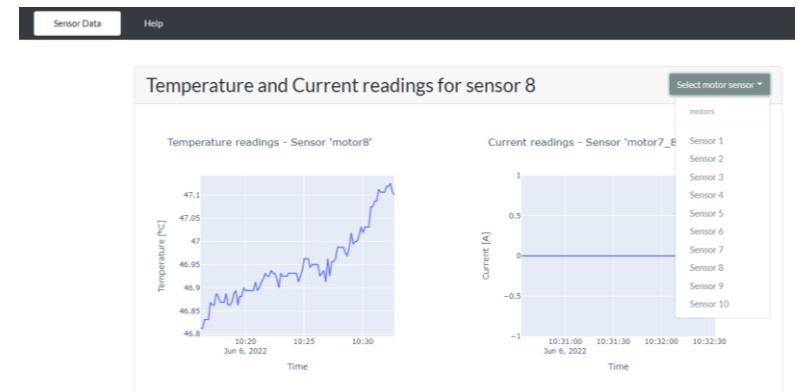 Sensor Data
Help
Temperature and Current readings for sensor 8
Select motor sensor
motors
Sensor 1
Sensor 2
Sensor 3
Sensor 4
Sensor 5
Sensor 6
Sensor 7
Sensor 8
Sensor 9
Sensor 10
Temperature readings - Sensor 'motor8'
47.1
47.05
47
46.95
46.9
46.85
46.8
Temperature [ºC]
10:20
10:25
10:30
Jun 6, 2022
Time
Current readings - Sensor 'motor7_8
1
0.5
0
−0.5
−1
Current [A]
10:31:00
10:31:30
10:32:00
10:32:30
Jun 6, 2022
Time